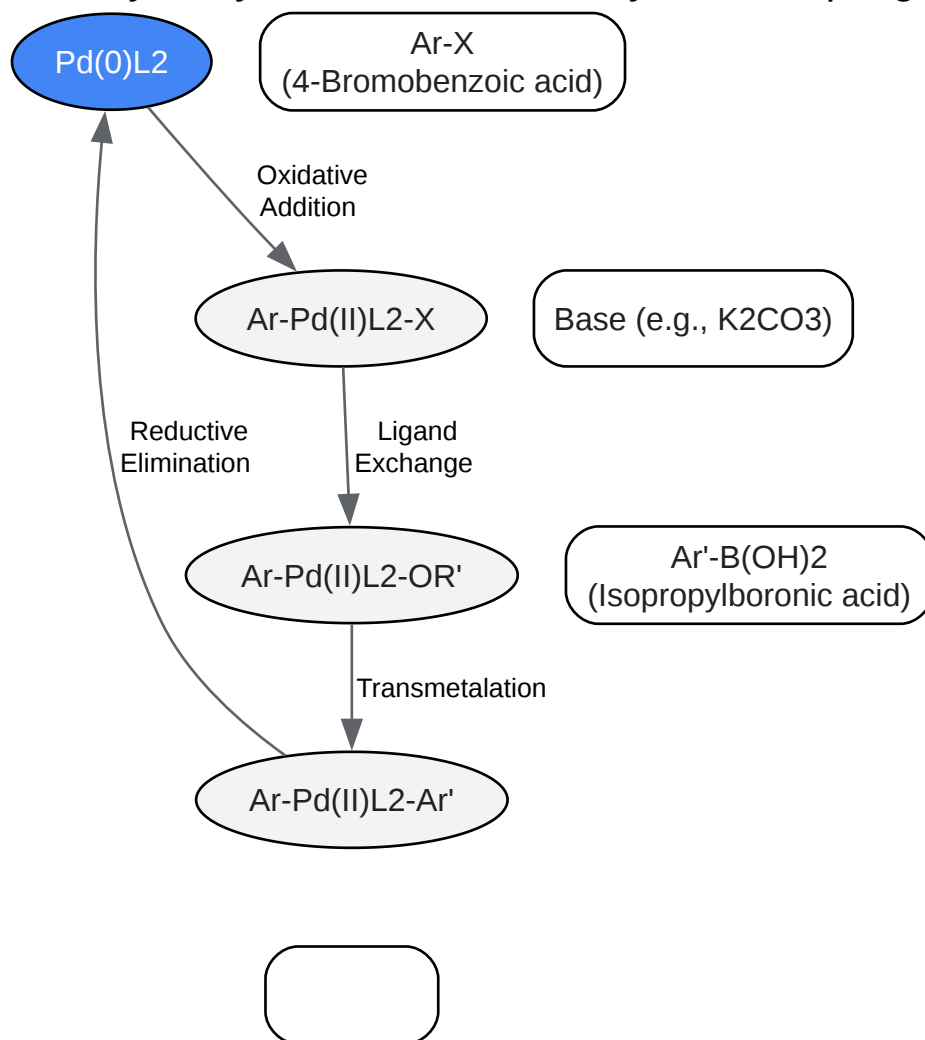 Pd(0)L2
Ar-X
(4-Bromobenzoic acid)
Oxidative
Addition
Ar-Pd(II)L2-X
Base (e.g., K2CO3)
Reductive
Elimination
Ligand
Exchange
Ar-Pd(II)L2-OR'
Ar'-B(OH)2
(Isopropylboronic acid)
Transmetalation
Ar-Pd(II)L2-Ar'